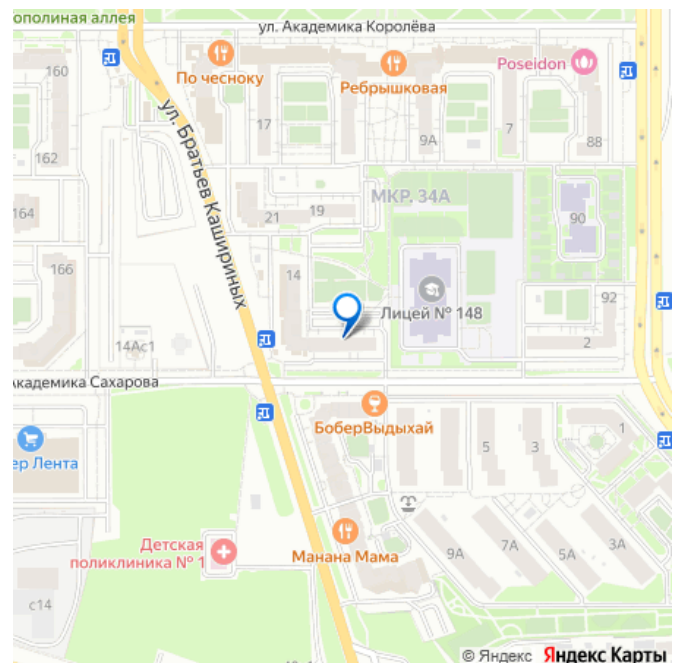 ополиная аллея
ул. Академика Королёва
160
По чесноку
Ребрышковая
Poseidon
17
9А
7
88
162
ул. Братьев Кашириных
МКР. 34А
164
21
19
90
166
14
92
Лицей № 148
14Ас1
2
Академика Сахарова
БоберВыдыхай
1
5
3
ер Лента
Детская
поликлиника № 1
Манана Мама
9А
7А
5А
3А
с14
© Яндекс Яндекс Карты